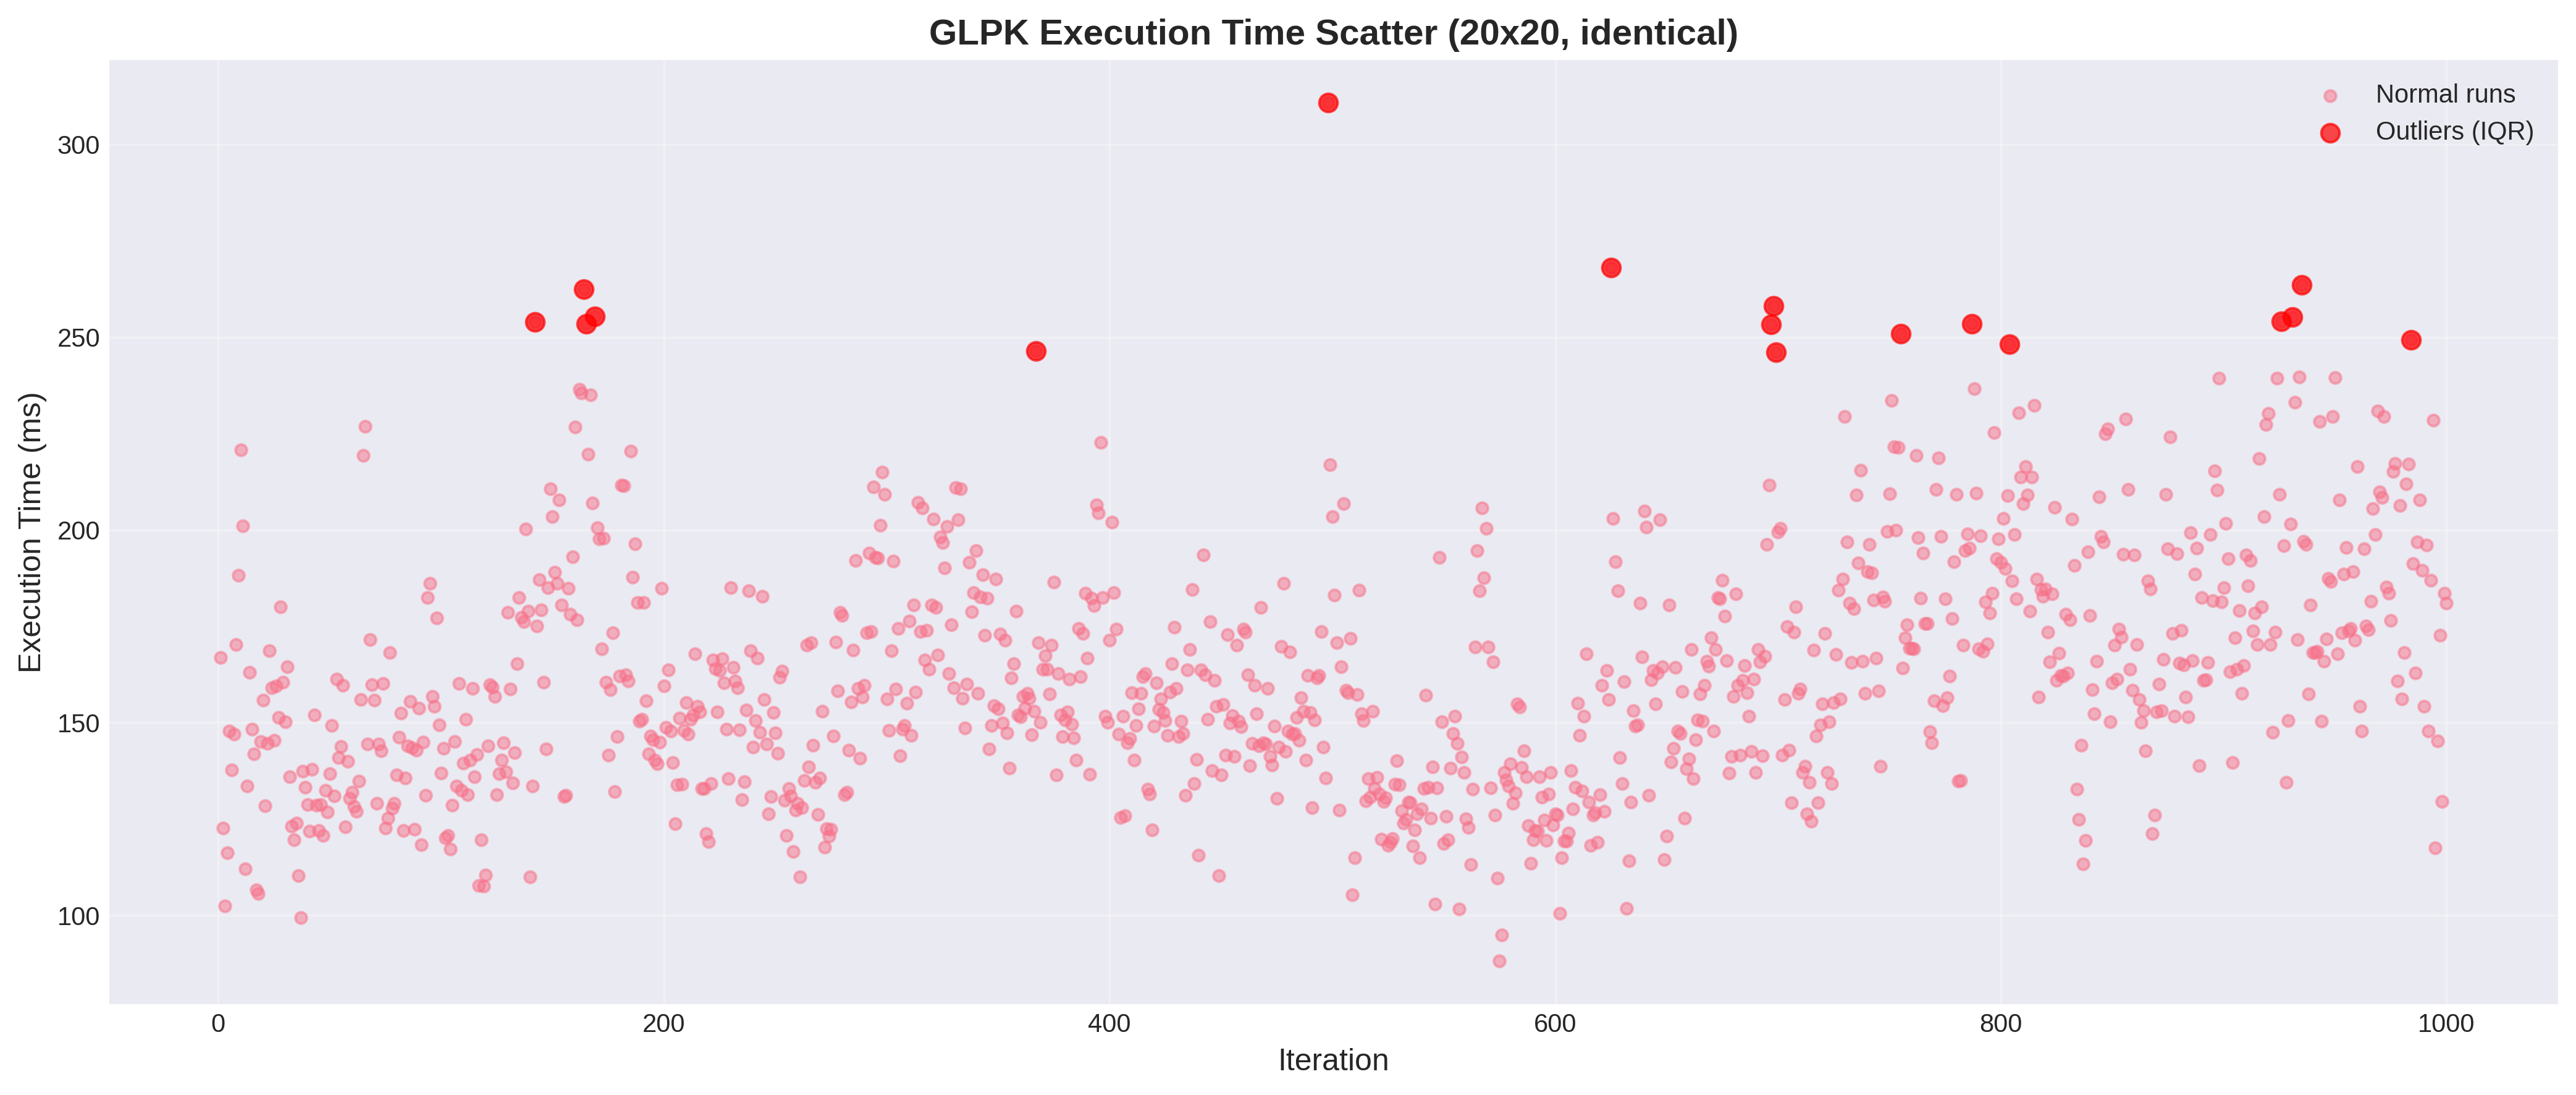 GLPK Execution Time Scatter (20x20, identical)
Normal runs
Outliers (IQR)
Execution Time (ms)
300
250
200
150
100
0
200
400
600
800
1000
Iteration